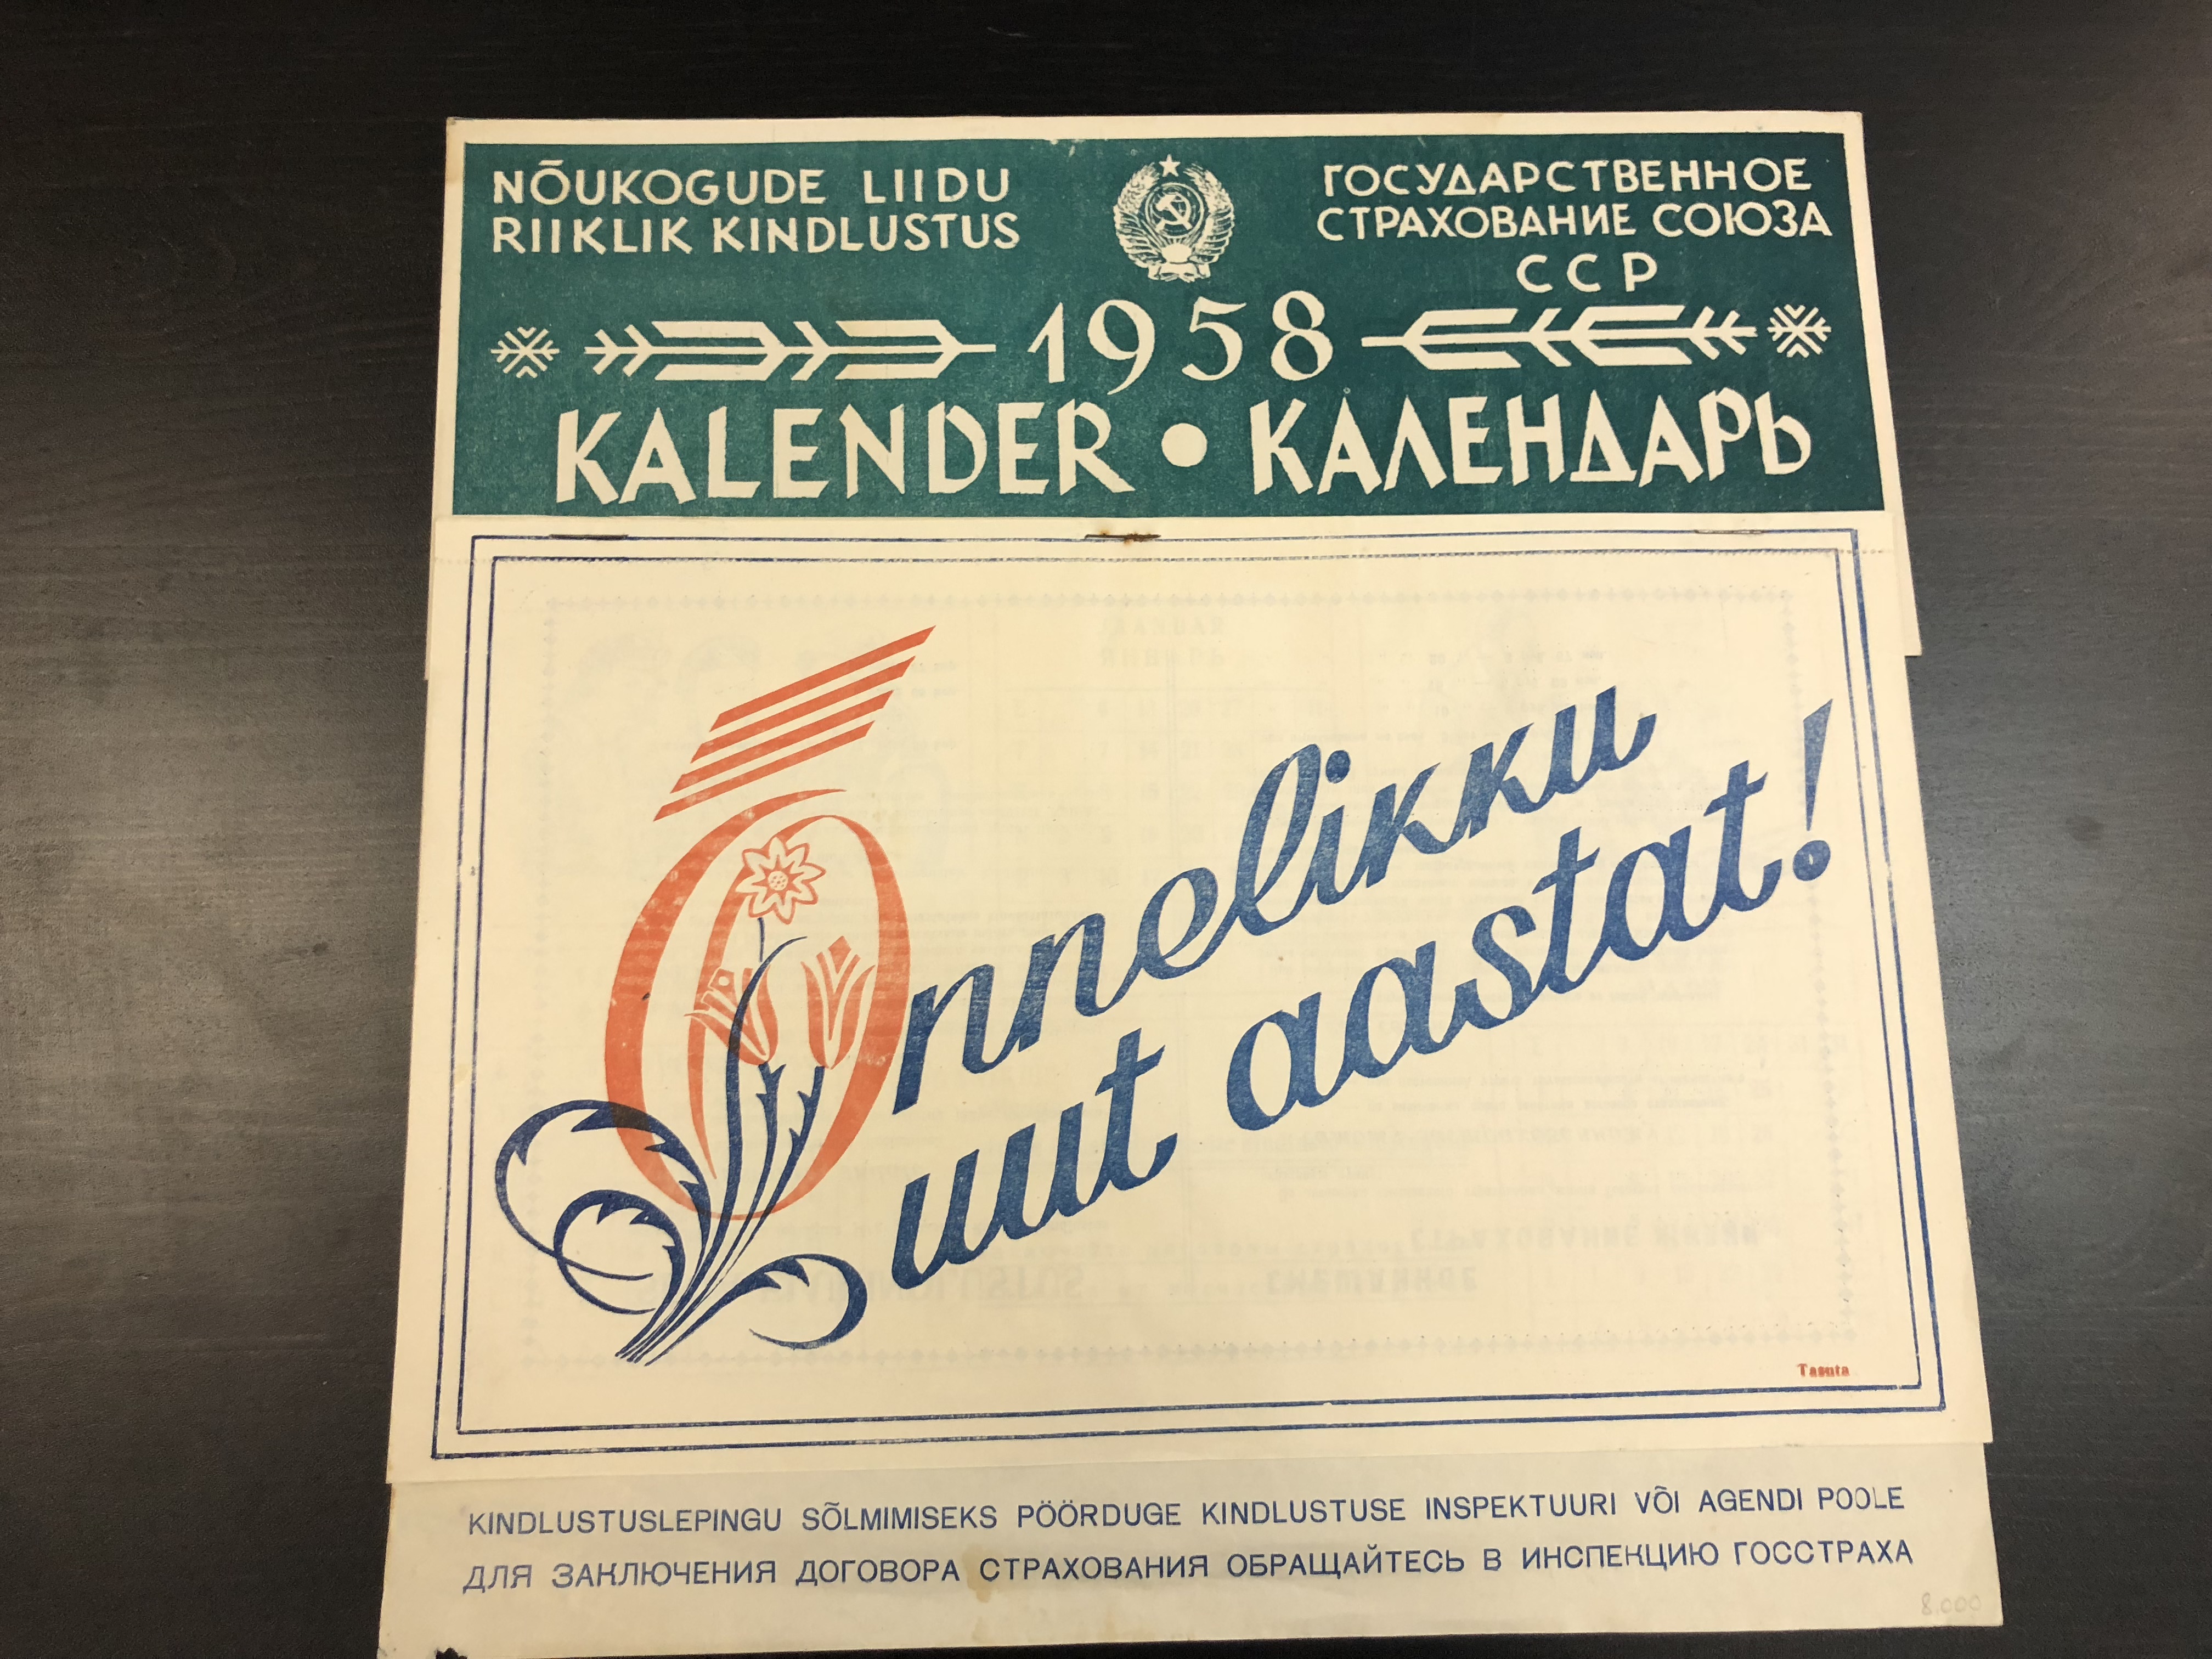 NÕUKOGUDE LIIDU
RIIKLIK KINDLUSTUS
ГОСУДАРСТВЕННОЕ
СТРАХОВАНИЕ СОЮЗА
ССР
1958
KALENDER • КАЛЕНДАРЬ
Õnnelikku
uut aastat!
Tasuta
KINDLUSTUSLEPINGU SÕLMIMISEKS PÖÖRDUGE KINDLUSTUSE INSPEKTUURI VÕI AGENDI POOLE
ДЛЯ ЗАКЛЮЧЕНИЯ ДОГОВОРА СТРАХОВАНИЯ ОБРАЩАЙТЕСЬ В ИНСПЕКЦИЮ ГОССТРАХА
8.000